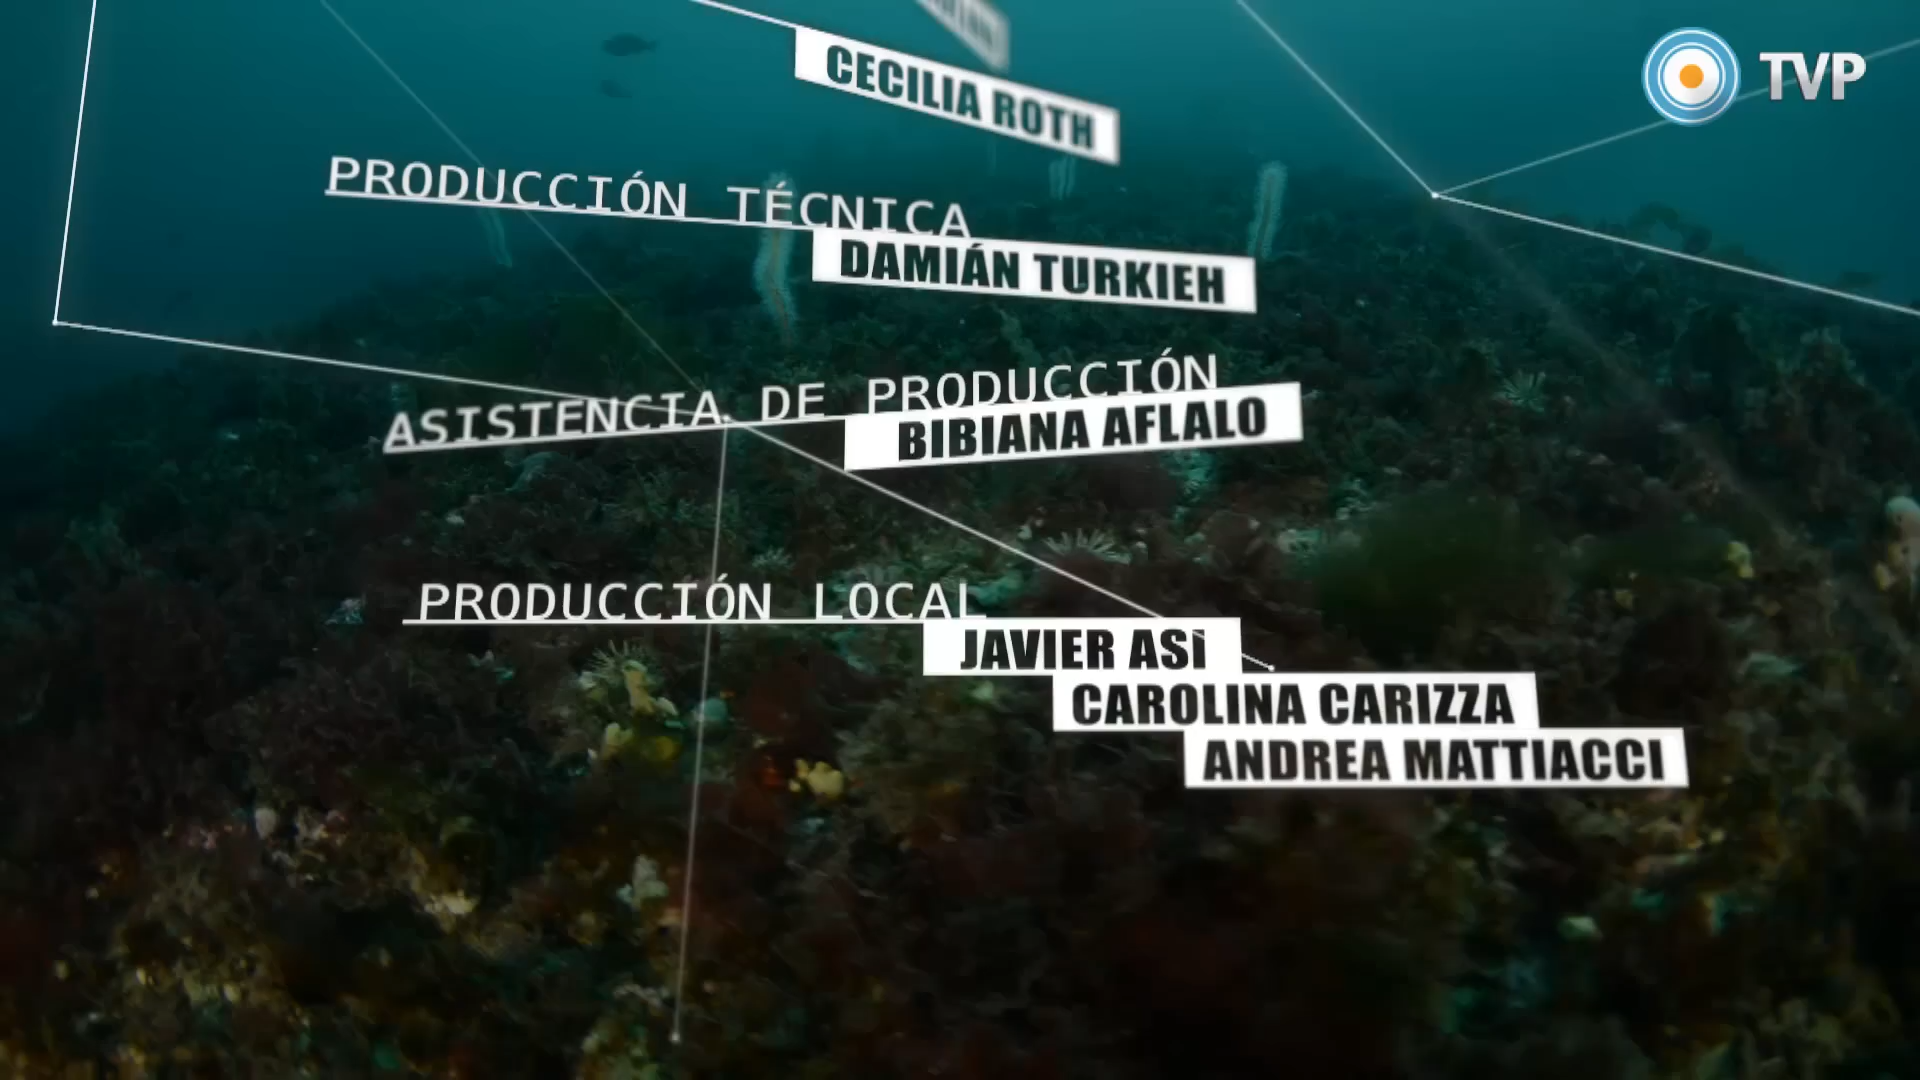 CECILIA ROTH
TVP
PRODUCCIÓN TÉCNICA
DAMIÁN TURKIEH
ASISTENCIA DE PRODUCCIÓN
BIBIANA AFLALO
PRODUCCIÓN LOCAL
JAVIER ASI
CAROLINA CARIZZA
ANDREA MATTIACCI